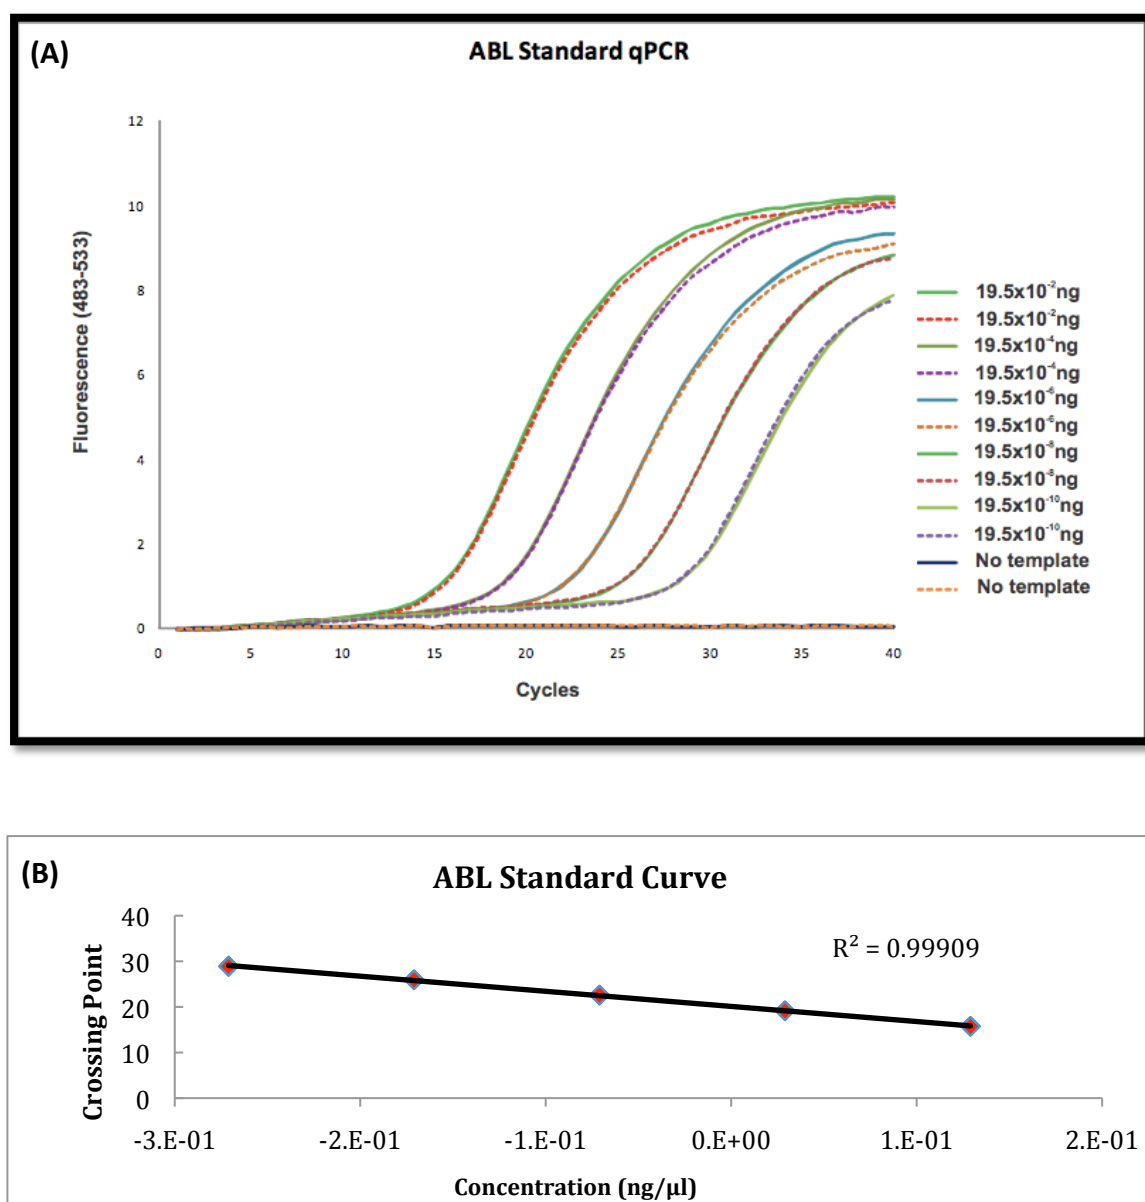 (A)
ABL Standard qPCR
Fluorescence (483-533)
12
10
8
6
4
2
0
0 5 10 15 20 25 30 35 40
Cycles
19.5x10⁻²ng
19.5x10⁻²ng
19.5x10⁻⁴ng
19.5x10⁻⁴ng
19.5x10⁻⁶ng
19.5x10⁻⁶ng
19.5x10⁻⁸ng
19.5x10⁻⁸ng
19.5x10⁻¹⁰ng
19.5x10⁻¹⁰ng
No template
No template
(B)
ABL Standard Curve
R² = 0.99909
Crossing Point
40
30
20
10
0
-3.E-01 -2.E-01 -1.E-01 0.E+00 1.E-01 2.E-01
Concentration (ng/µl)